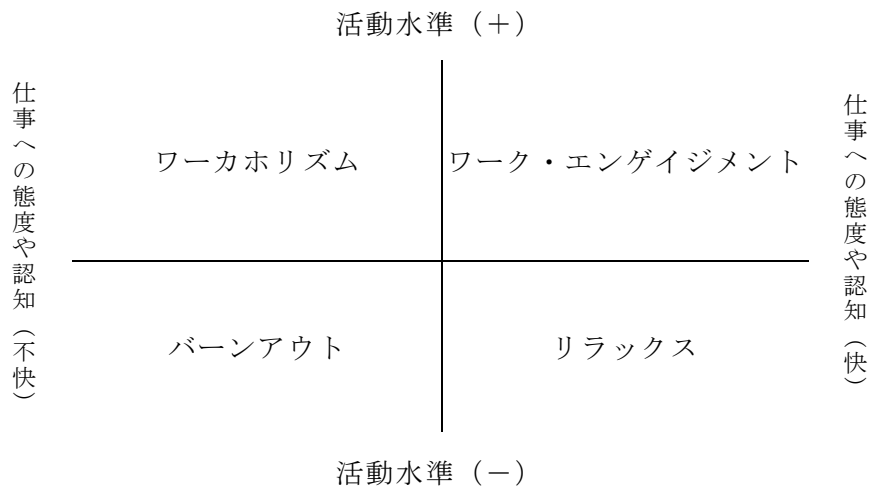 活動水準（＋）
仕事への態度や認知（不快）
ワーカホリズム
ワーク・エンゲイジメント
仕事への態度や認知（快）
バーンアウト
リラックス
活動水準（－）